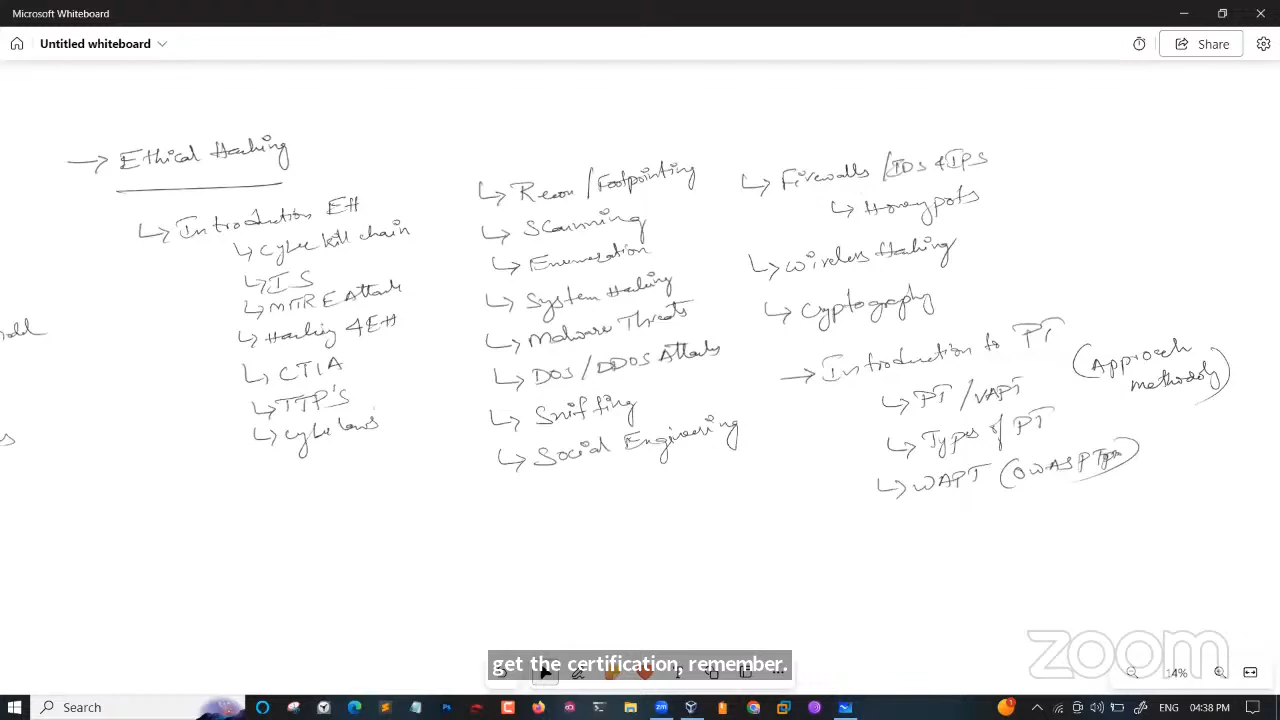 Microsoft Whiteboard
Untitled whiteboard
Share
→ Ethical Hacking
↳ Introduction EH
↳ Cyber kill chain
↳ IS
↳ MITRE Attack
↳ Hacking & EH
↳ CTIA
↳ TTP's
↳ Cyber laws
↳ Recon / Footprinting
↳ Scanning
↳ Enumeration
↳ System Hacking
↳ Malware Threats
↳ DOS / DDOS Attacks
↳ Sniffing
↳ Social Engineering
↳ Firewalls / IDS & IPS
↳ Honeypots
↳ Wireless Hacking
↳ Cryptography
→ Introduction to PT
(Approach
methodoly)
↳ PT / VAPT
↳ Types of PT
↳ WAPT (OWASP
zoom
get the certification, remember.
14%
Search
ENG
04:38 PM